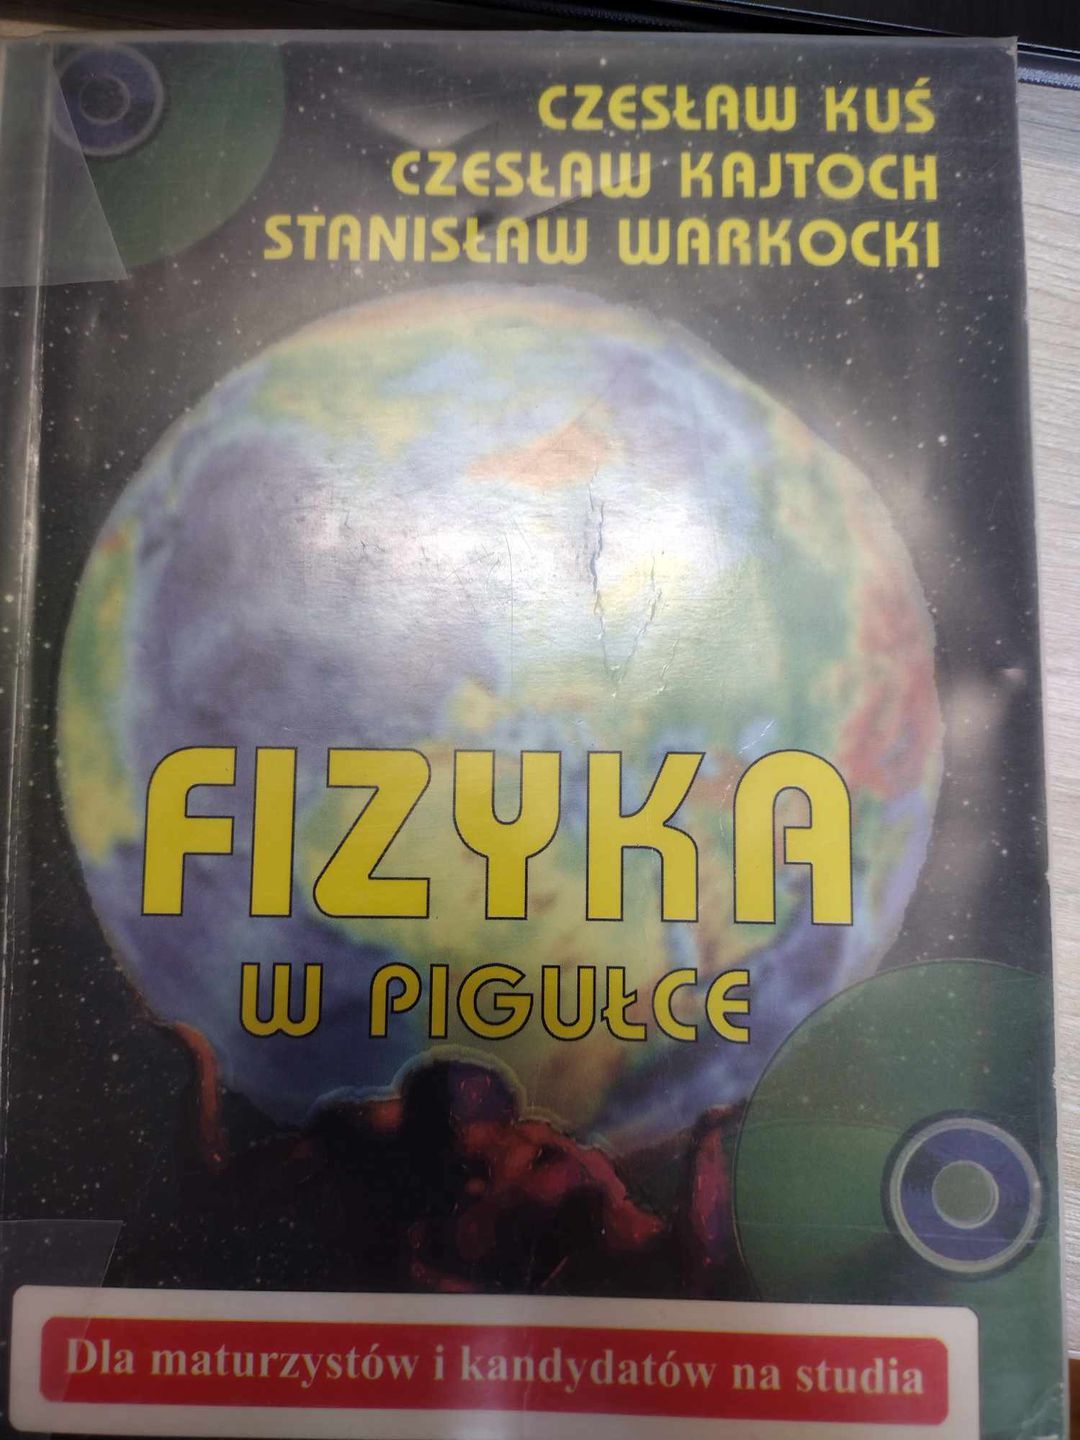 CZESŁAW KUŚ
CZESŁAW KAJTOCH
STANISŁAW WARKOCKI
FIZYKA
W PIGUŁCE
Dla maturzystów i kandydatów na studia